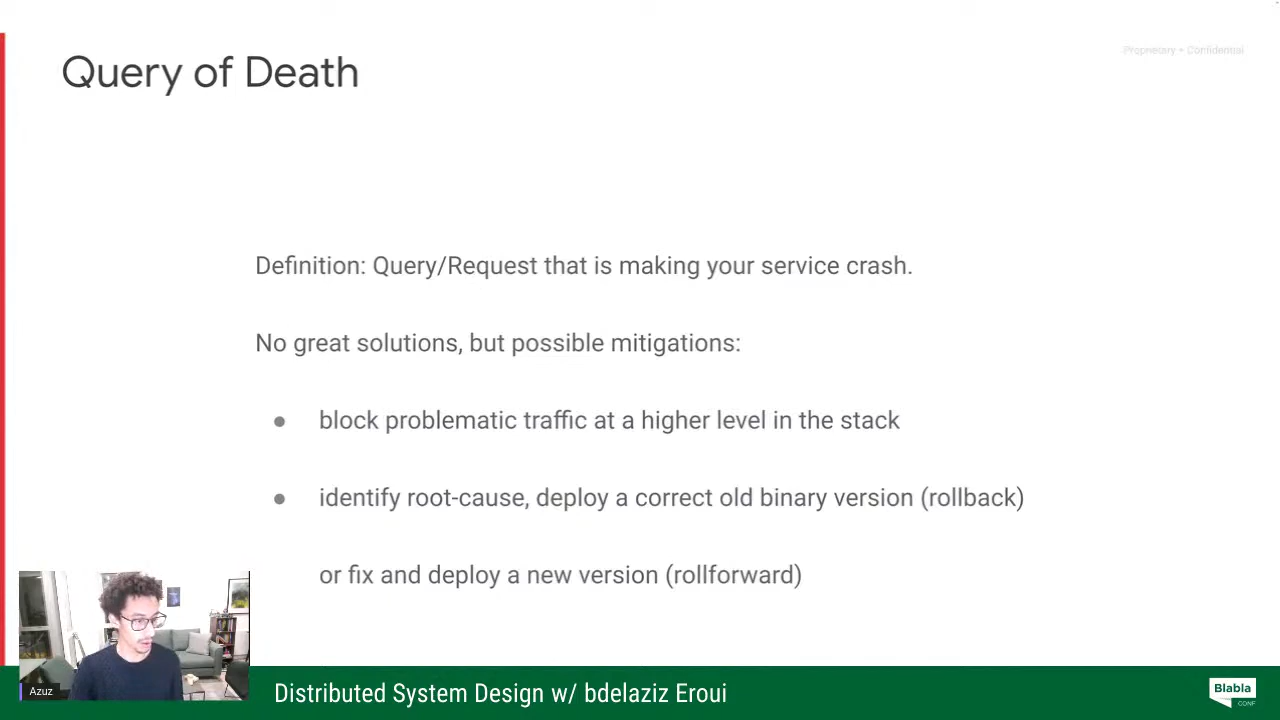 Query of Death
Proprietary + Confidential
Definition: Query/Request that is making your service crash.
No great solutions, but possible mitigations:
● block problematic traffic at a higher level in the stack
● identify root-cause, deploy a correct old binary version (rollback)
or fix and deploy a new version (rollforward)
Azuz
Distributed System Design w/ bdelaziz Eroui
Blabla
CONF